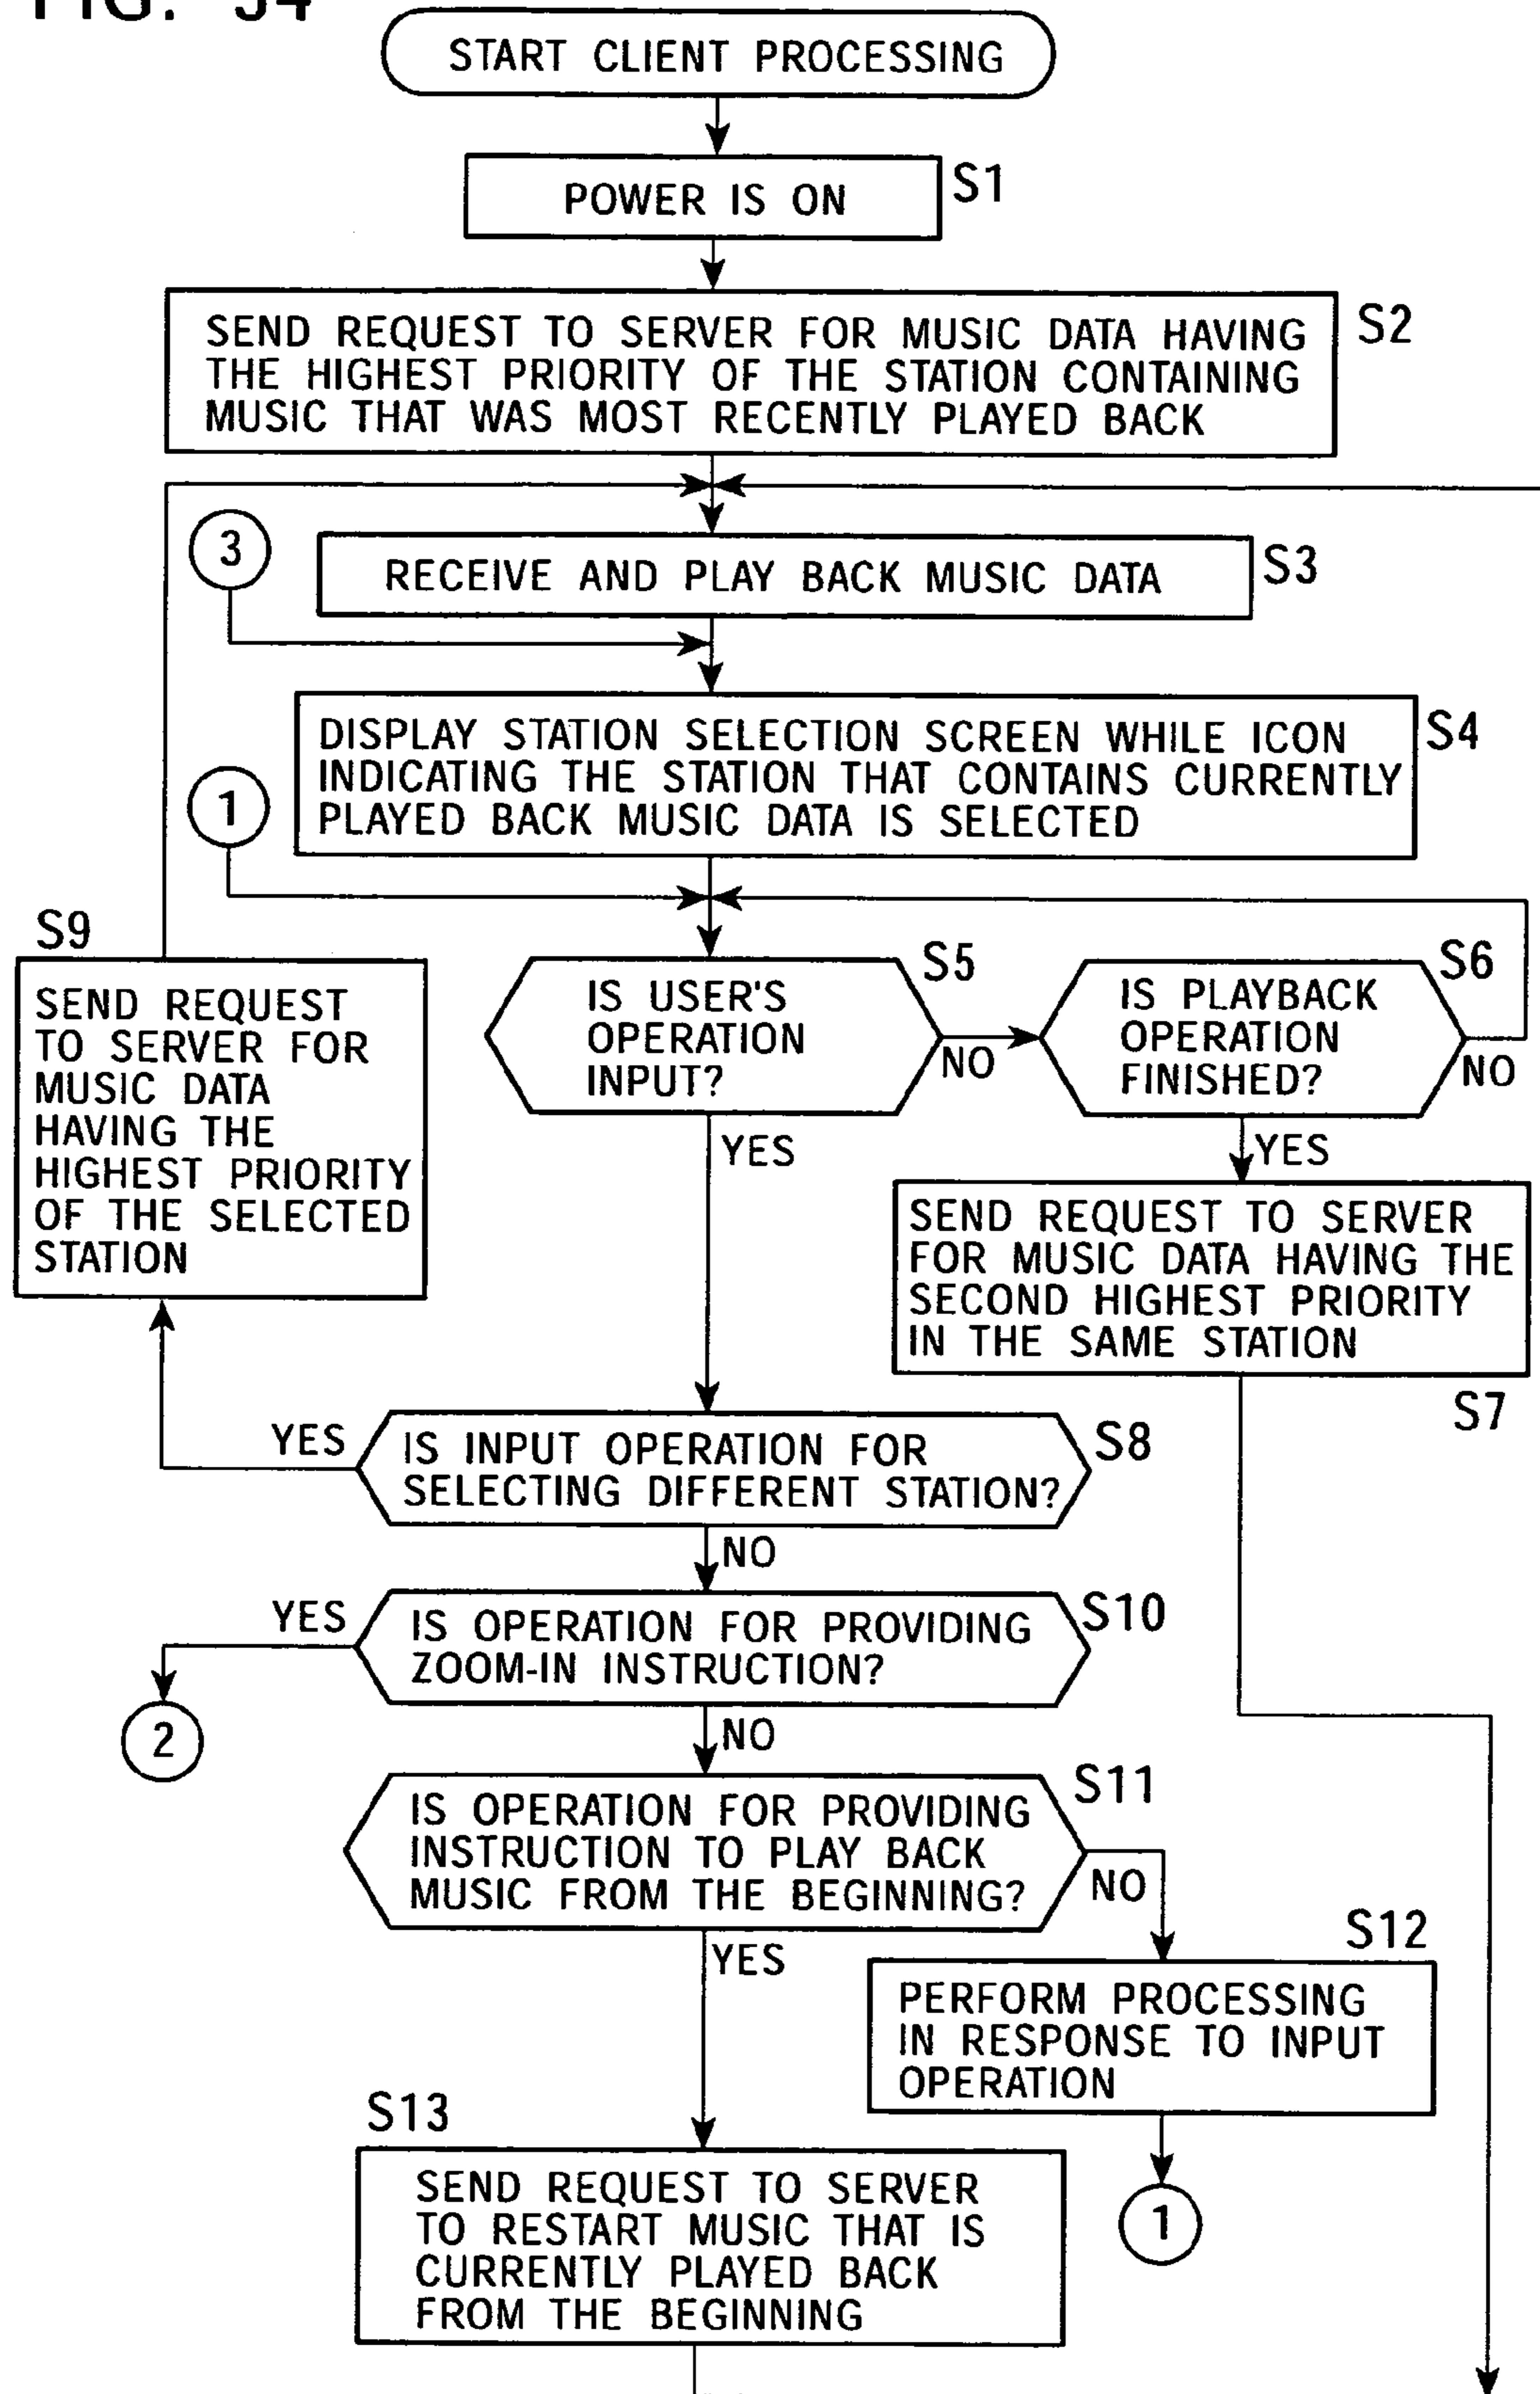 FIG. 34
START CLIENT PROCESSING
POWER IS ON
S1
SEND REQUEST TO SERVER FOR MUSIC DATA HAVING
THE HIGHEST PRIORITY OF THE STATION CONTAINING
MUSIC THAT WAS MOST RECENTLY PLAYED BACK
S2
3
RECEIVE AND PLAY BACK MUSIC DATA
S3
DISPLAY STATION SELECTION SCREEN WHILE ICON
INDICATING THE STATION THAT CONTAINS CURRENTLY
PLAYED BACK MUSIC DATA IS SELECTED
S4
1
S9
SEND REQUEST
TO SERVER FOR
MUSIC DATA
HAVING THE
HIGHEST PRIORITY
OF THE SELECTED
STATION
IS USER'S
OPERATION
INPUT?
S5
NO
YES
IS PLAYBACK
OPERATION
FINISHED?
S6
NO
YES
SEND REQUEST TO SERVER
FOR MUSIC DATA HAVING THE
SECOND HIGHEST PRIORITY
IN THE SAME STATION
S7
YES
IS INPUT OPERATION FOR
SELECTING DIFFERENT STATION?
S8
NO
YES
IS OPERATION FOR PROVIDING
ZOOM-IN INSTRUCTION?
S10
2
NO
IS OPERATION FOR PROVIDING
INSTRUCTION TO PLAY BACK
MUSIC FROM THE BEGINNING?
S11
NO
YES
S12
PERFORM PROCESSING
IN RESPONSE TO INPUT
OPERATION
1
S13
SEND REQUEST TO SERVER
TO RESTART MUSIC THAT IS
CURRENTLY PLAYED BACK
FROM THE BEGINNING